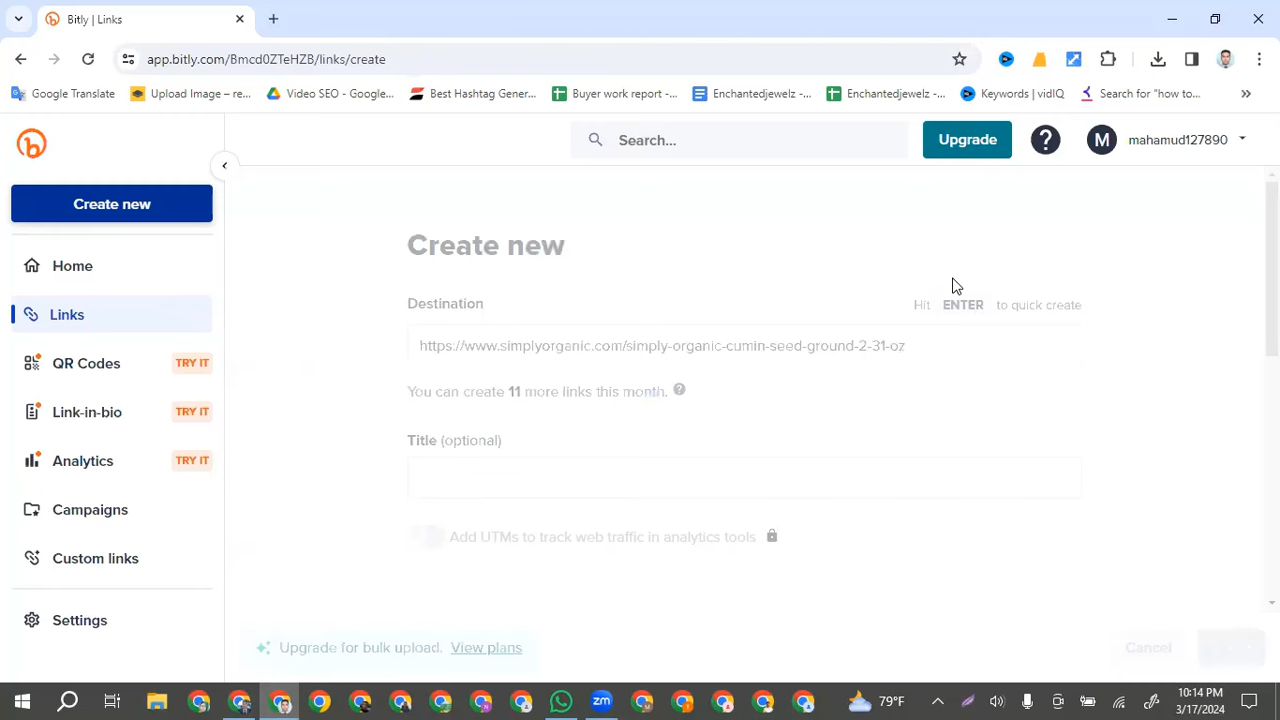 Bitly | Links
app.bitly.com/Bmcd0ZTeHZB/links/create
Google Translate
Upload Image – re...
Video SEO - Google...
Best Hashtag Gener...
Buyer work report -...
Enchantedjewelz -...
Enchantedjewelz -...
Keywords | vidIQ
Search for "how to...
Search...
Upgrade
M
mahamud127890
Create new
Home
Links
QR Codes
TRY IT
Link-in-bio
TRY IT
Analytics
TRY IT
Campaigns
Custom links
Settings
Create new
Destination
Hit ENTER to quick create
https://www.simplyorganic.com/simply-organic-cumin-seed-ground-2-31-oz
You can create 11 more links this month.
Title (optional)
Add UTMs to track web traffic in analytics tools
Upgrade for bulk upload. View plans
Cancel
zm
79°F
10:14 PM
3/17/2024